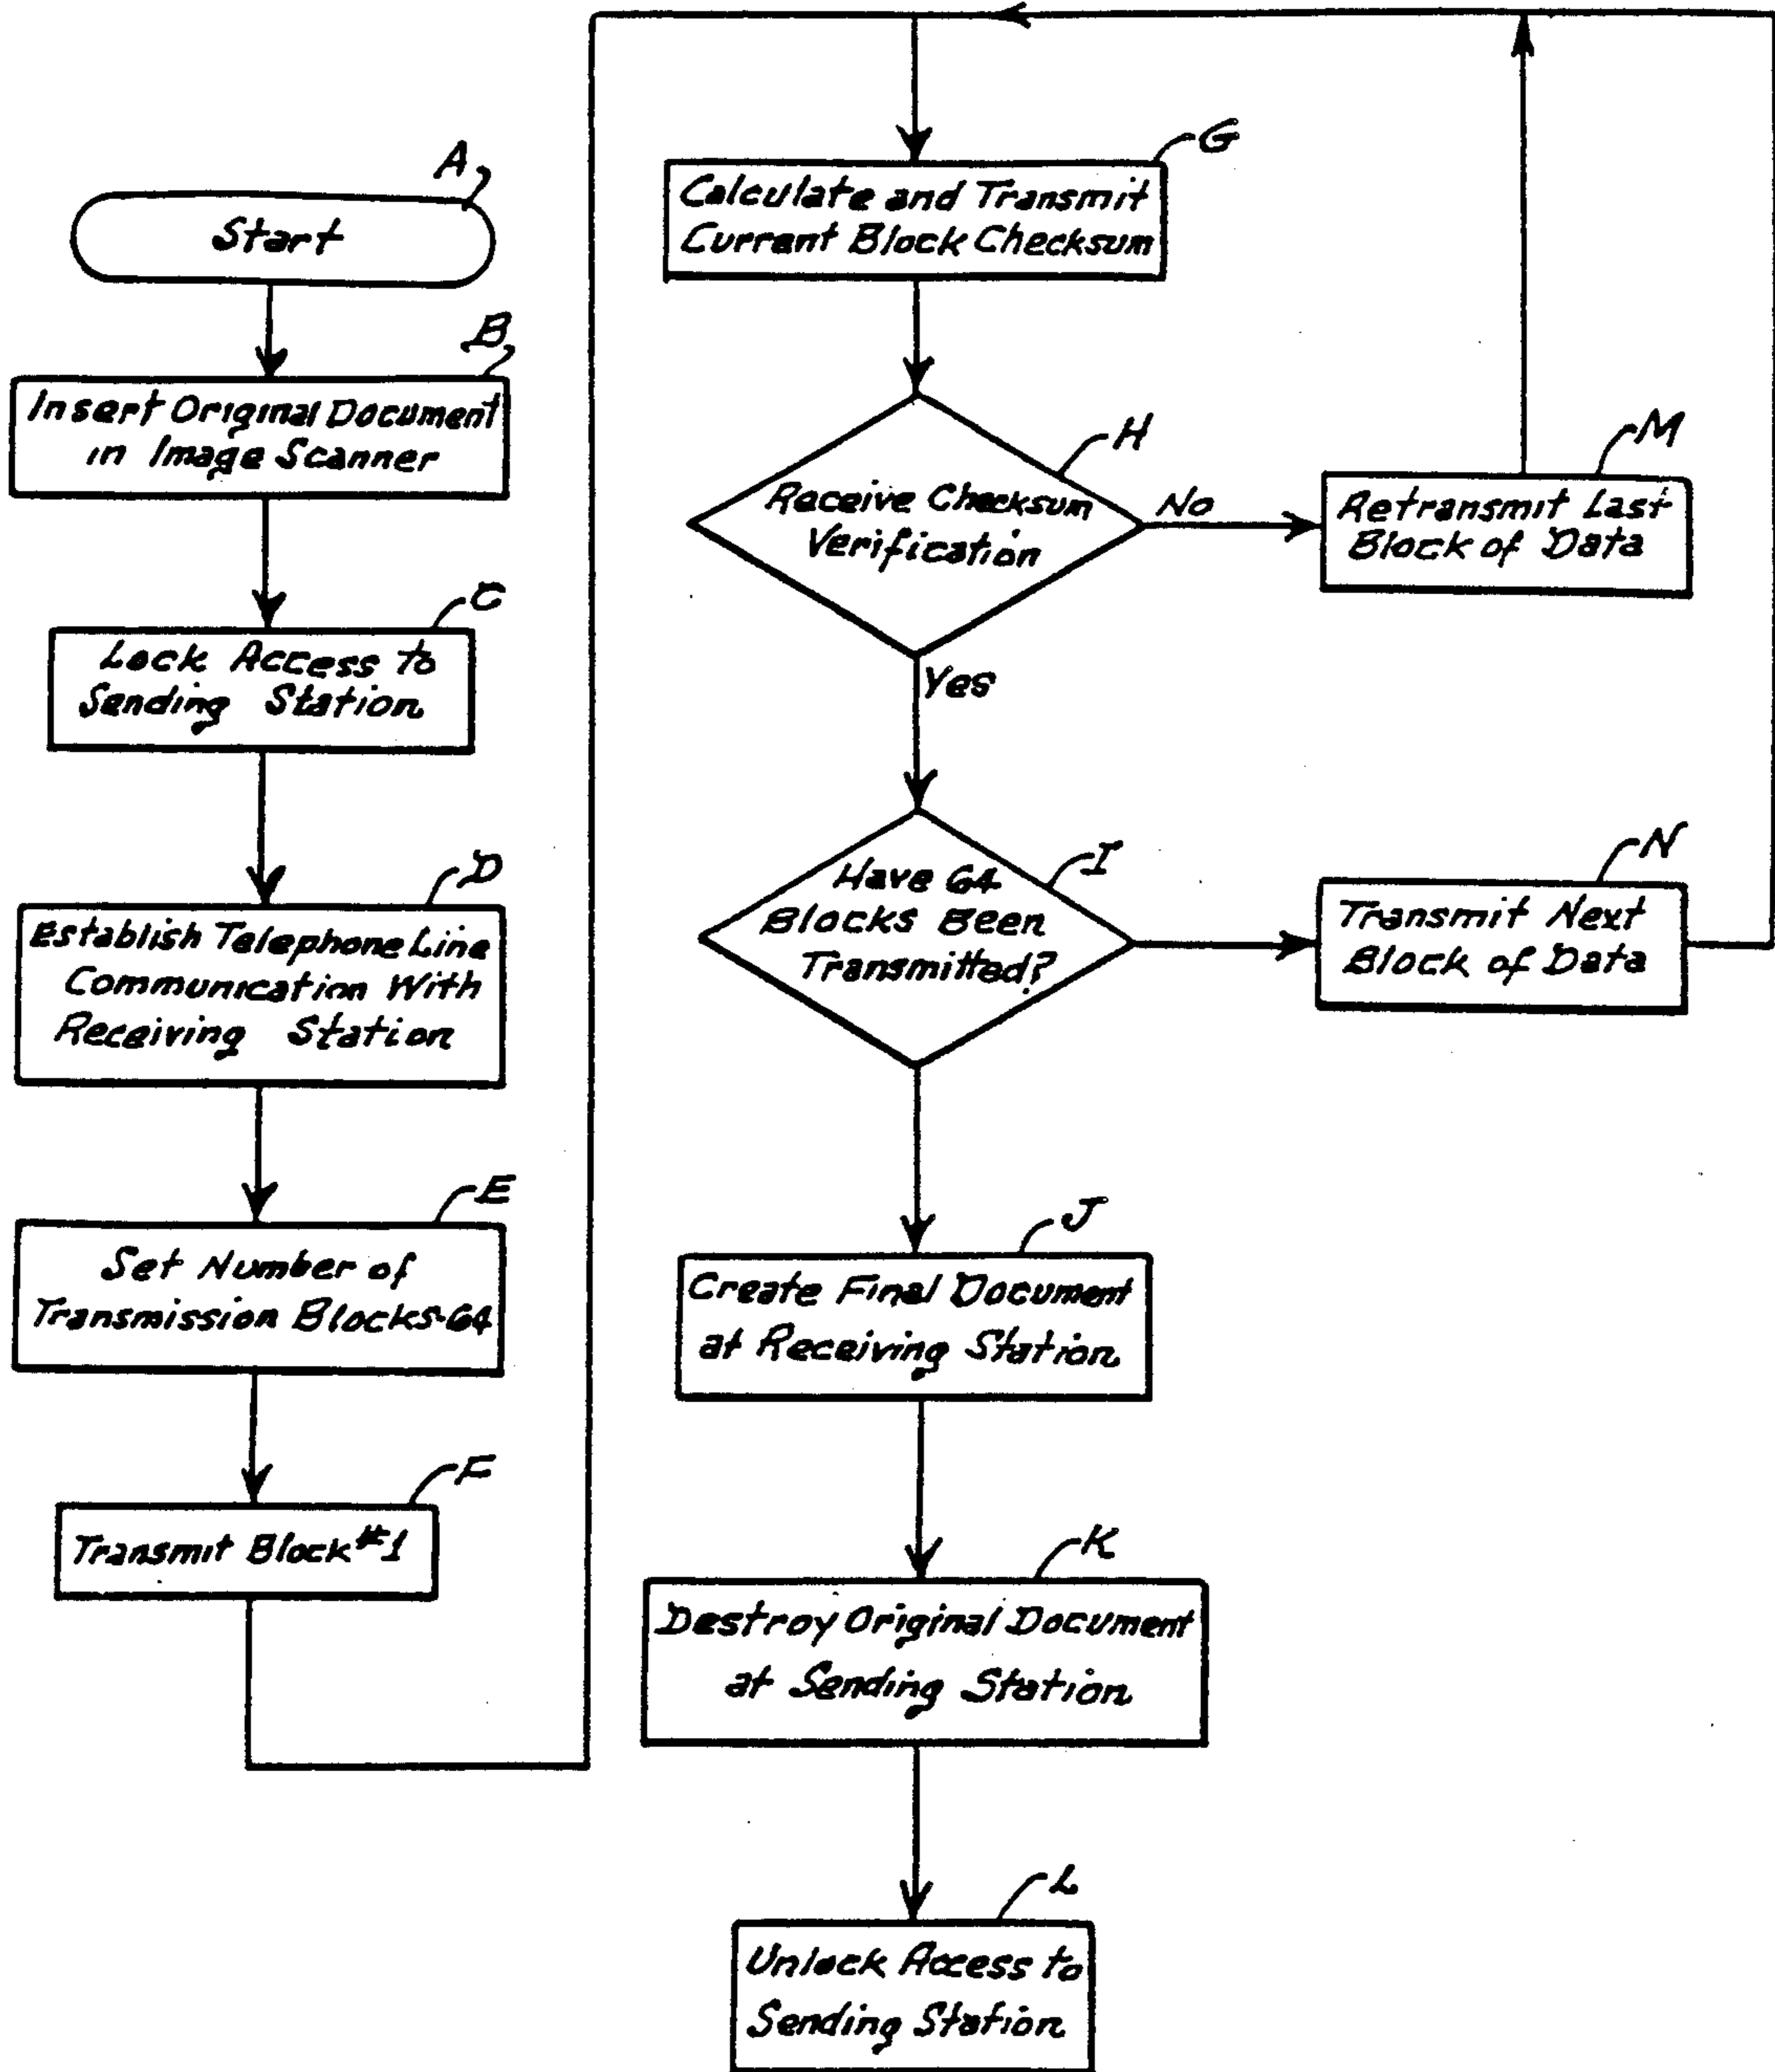 A
Start
B
Insert Original Document
in Image Scanner
C
Lock Access to
Sending Station
D
Establish Telephone Line
Communication With
Receiving Station
E
Set Number of
Transmission Blocks-64
F
Transmit Block #1
G
Calculate and Transmit
Current Block Checksum
H
Receive Checksum
Verification
No
Yes
M
Retransmit Last
Block of Data
I
Have 64
Blocks Been
Transmitted?
N
Transmit Next
Block of Data
J
Create Final Document
at Receiving Station
K
Destroy Original Document
at Sending Station
L
Unlock Access to
Sending Station